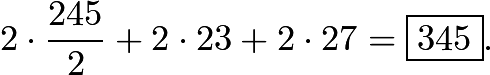 2 · 245/2 + 2 · 23 + 2 · 27 = 345.